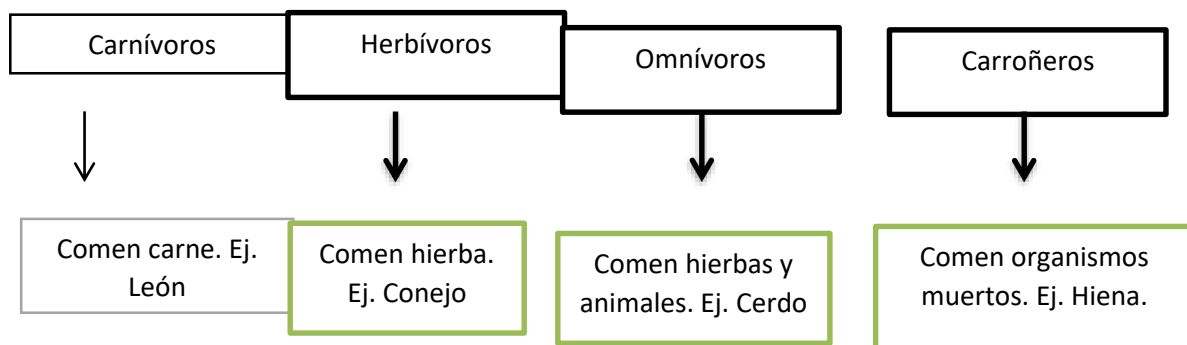 Carnívoros
Herbívoros
Omnívoros
Carroñeros
Comen carne. Ej.
León
Comen hierba.
Ej. Conejo
Comen hierbas y
animales. Ej. Cerdo
Comen organismos
muertos. Ej. Hiena.